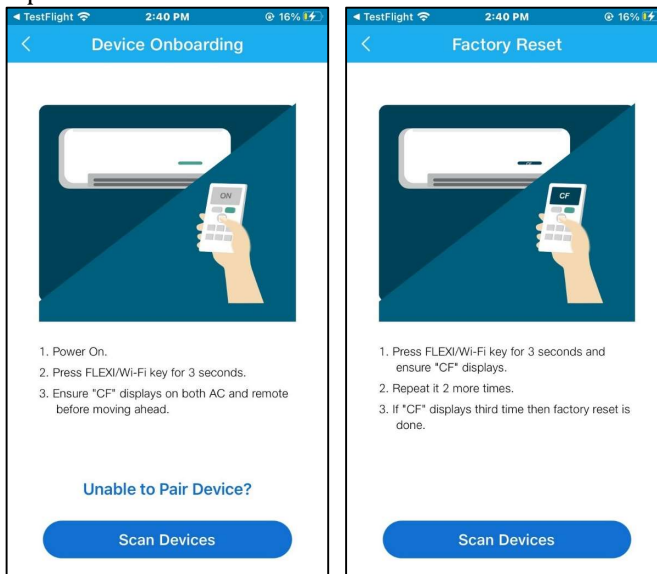 TestFlight 2:40 PM 16%
Device Onboarding
ON
1. Power On.
2. Press FLEXI/Wi-Fi key for 3 seconds.
3. Ensure "CF" displays on both AC and remote
before moving ahead.
Unable to Pair Device?
Scan Devices
TestFlight 2:40 PM 16%
Factory Reset
CF
1. Press FLEXI/Wi-Fi key for 3 seconds and
ensure "CF" displays.
2. Repeat it 2 more times.
3. If "CF" displays third time then factory reset is
done.
Scan Devices